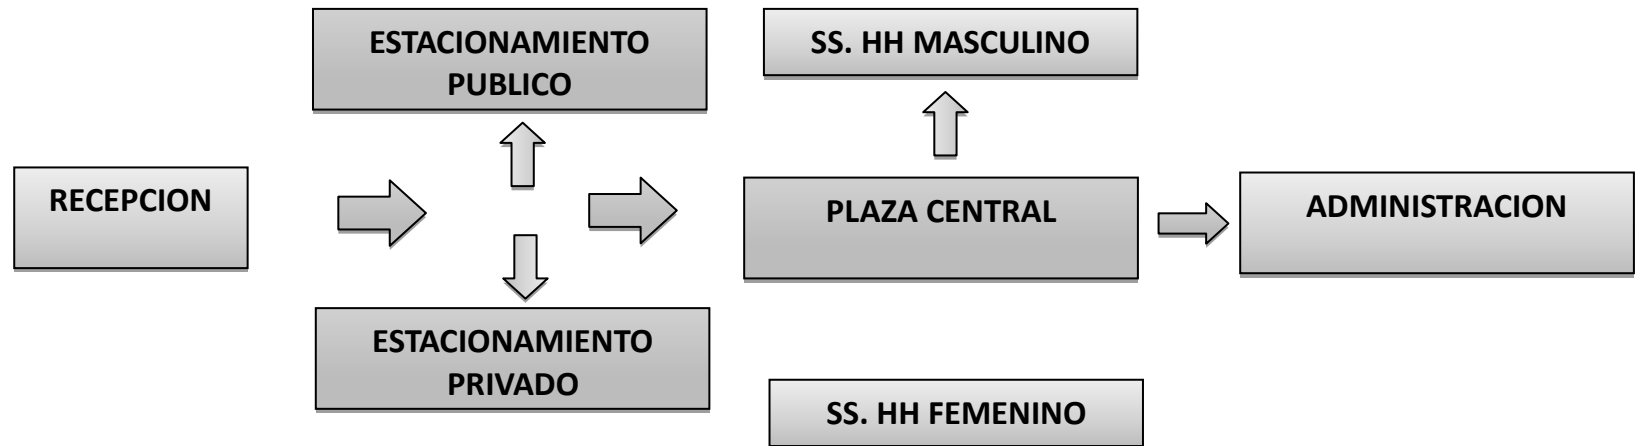 ESTACIONAMIENTO
PUBLICO
SS. HH MASCULINO
RECEPCION
PLAZA CENTRAL
ADMINISTRACION
ESTACIONAMIENTO
PRIVADO
SS. HH FEMENINO